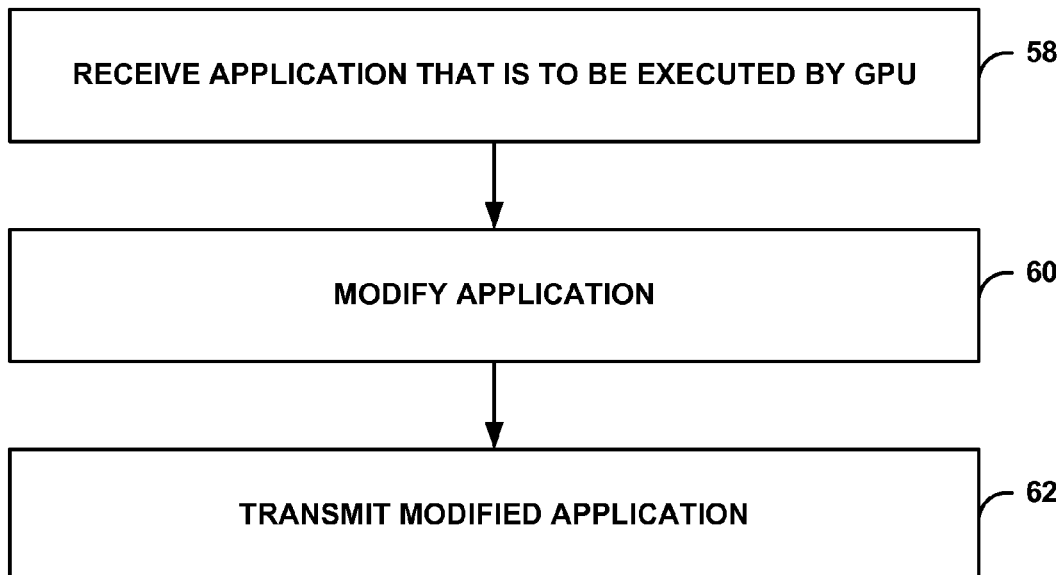 RECEIVE APPLICATION THAT IS TO BE EXECUTED BY GPU
58
MODIFY APPLICATION
60
TRANSMIT MODIFIED APPLICATION
62